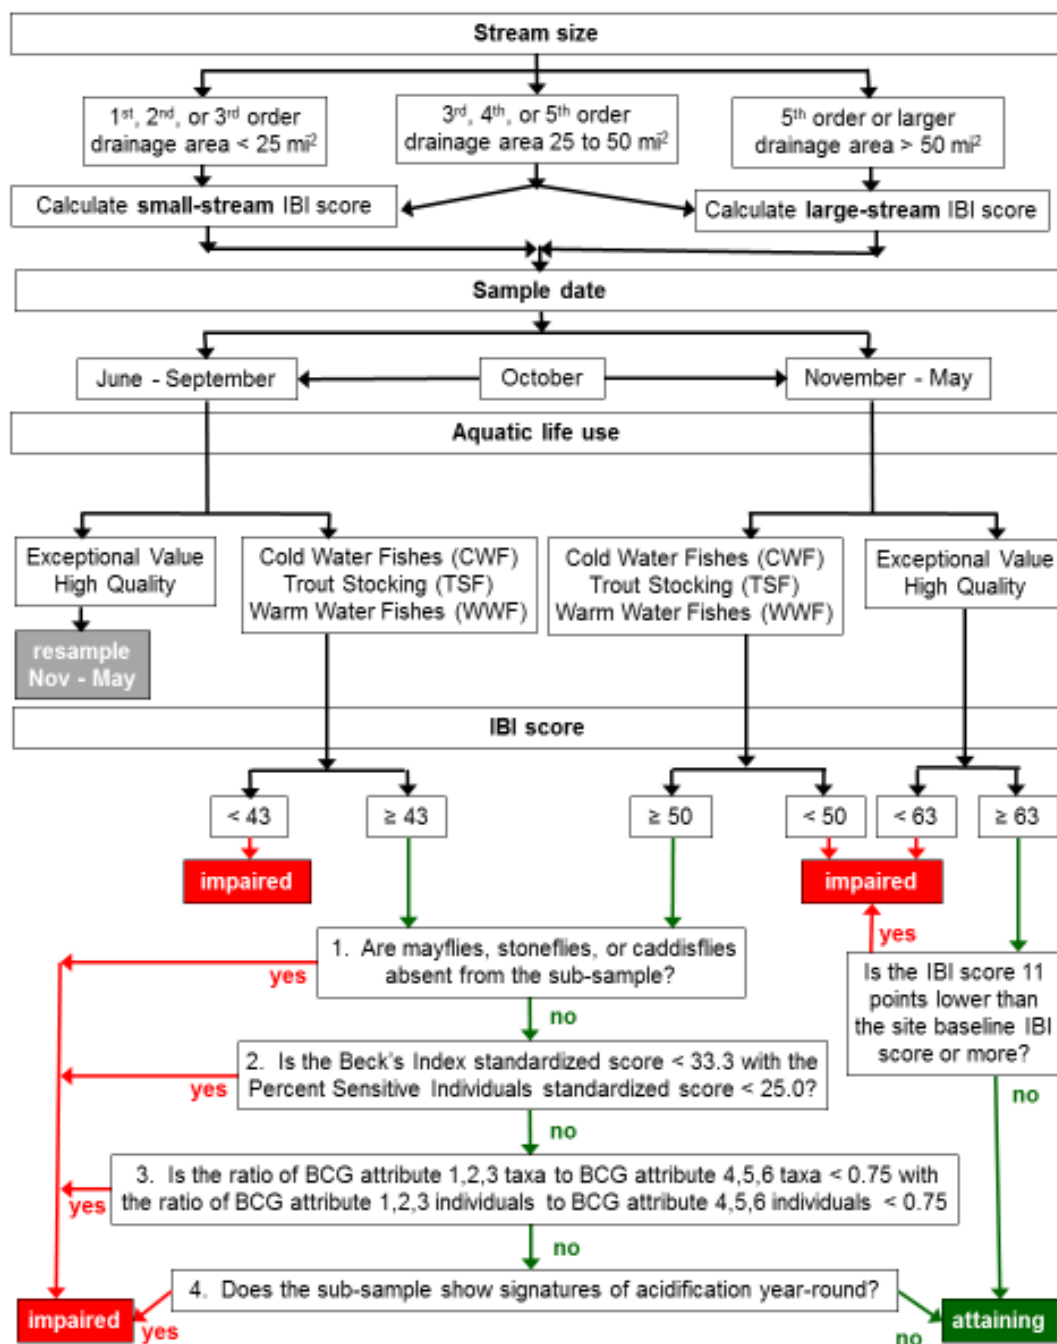 Stream size
1st, 2nd, or 3rd order
drainage area < 25 mi²
3rd, 4th, or 5th order
drainage area 25 to 50 mi²
5th order or larger
drainage area > 50 mi²
Calculate small-stream IBI score
Calculate large-stream IBI score
Sample date
June - September
October
November - May
Aquatic life use
Exceptional Value
High Quality
Cold Water Fishes (CWF)
Trout Stocking (TSF)
Warm Water Fishes (WWF)
Cold Water Fishes (CWF)
Trout Stocking (TSF)
Warm Water Fishes (WWF)
Exceptional Value
High Quality
resample
Nov - May
IBI score
< 43
≥ 43
≥ 50
< 50
< 63
≥ 63
impaired
impaired
1. Are mayflies, stoneflies, or caddisflies
absent from the sub-sample?
yes
no
yes
Is the IBI score 11
points lower than
the site baseline IBI
score or more?
no
2. Is the Beck's Index standardized score < 33.3 with the
Percent Sensitive Individuals standardized score < 25.0?
yes
no
3. Is the ratio of BCG attribute 1,2,3 taxa to BCG attribute 4,5,6 taxa < 0.75 with
the ratio of BCG attribute 1,2,3 individuals to BCG attribute 4,5,6 individuals < 0.75
yes
no
4. Does the sub-sample show signatures of acidification year-round?
impaired
yes
no
attaining